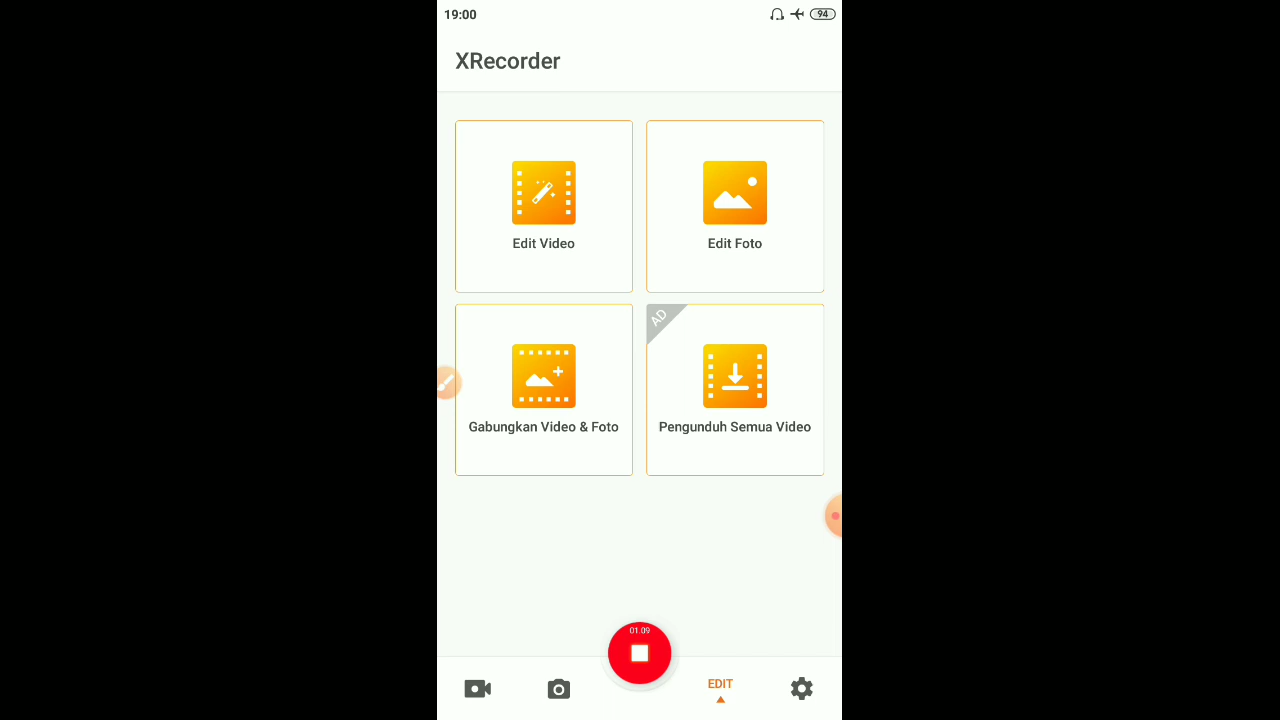 19:00
94
XRecorder
Edit Video
Edit Foto
AD
Gabungkan Video & Foto
Pengunduh Semua Video
01:09
EDIT